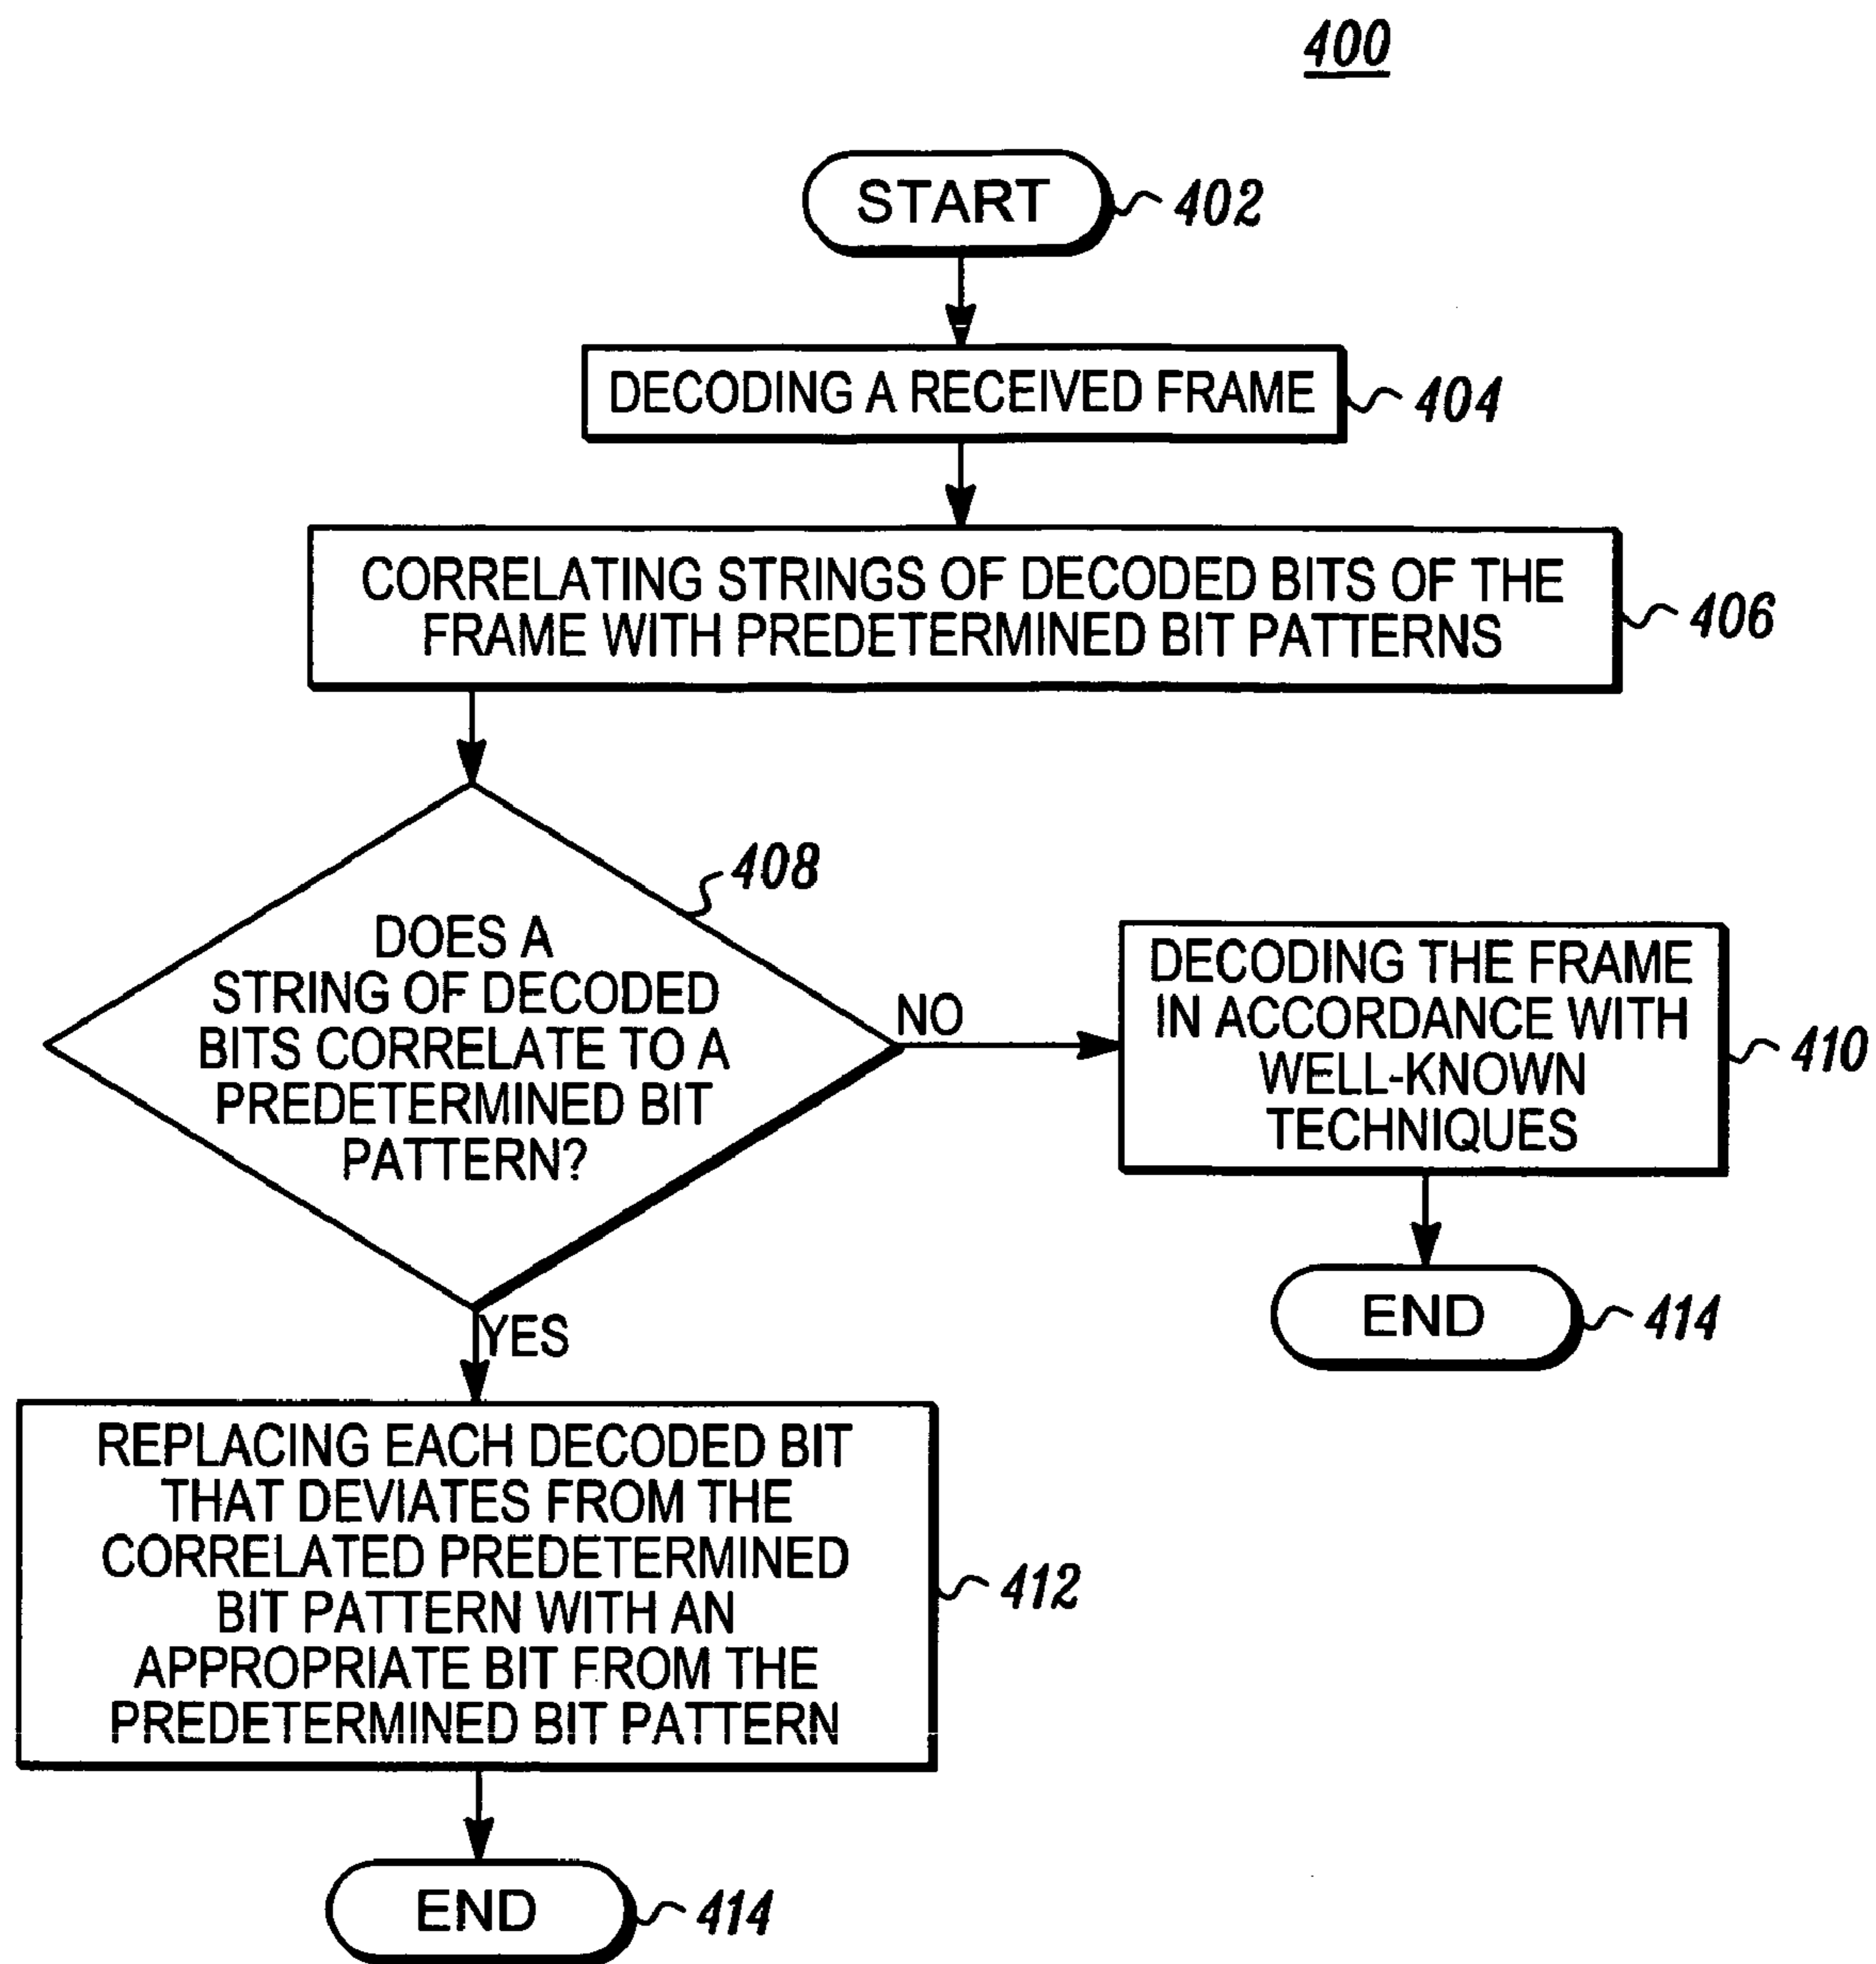 400
START
402
DECODING A RECEIVED FRAME
404
CORRELATING STRINGS OF DECODED BITS OF THE
FRAME WITH PREDETERMINED BIT PATTERNS
406
408
DOES A
STRING OF DECODED
BITS CORRELATE TO A
PREDETERMINED BIT
PATTERN?
NO
DECODING THE FRAME
IN ACCORDANCE WITH
WELL-KNOWN
TECHNIQUES
410
END
414
YES
REPLACING EACH DECODED BIT
THAT DEVIATES FROM THE
CORRELATED PREDETERMINED
BIT PATTERN WITH AN
APPROPRIATE BIT FROM THE
PREDETERMINED BIT PATTERN
412
END
414